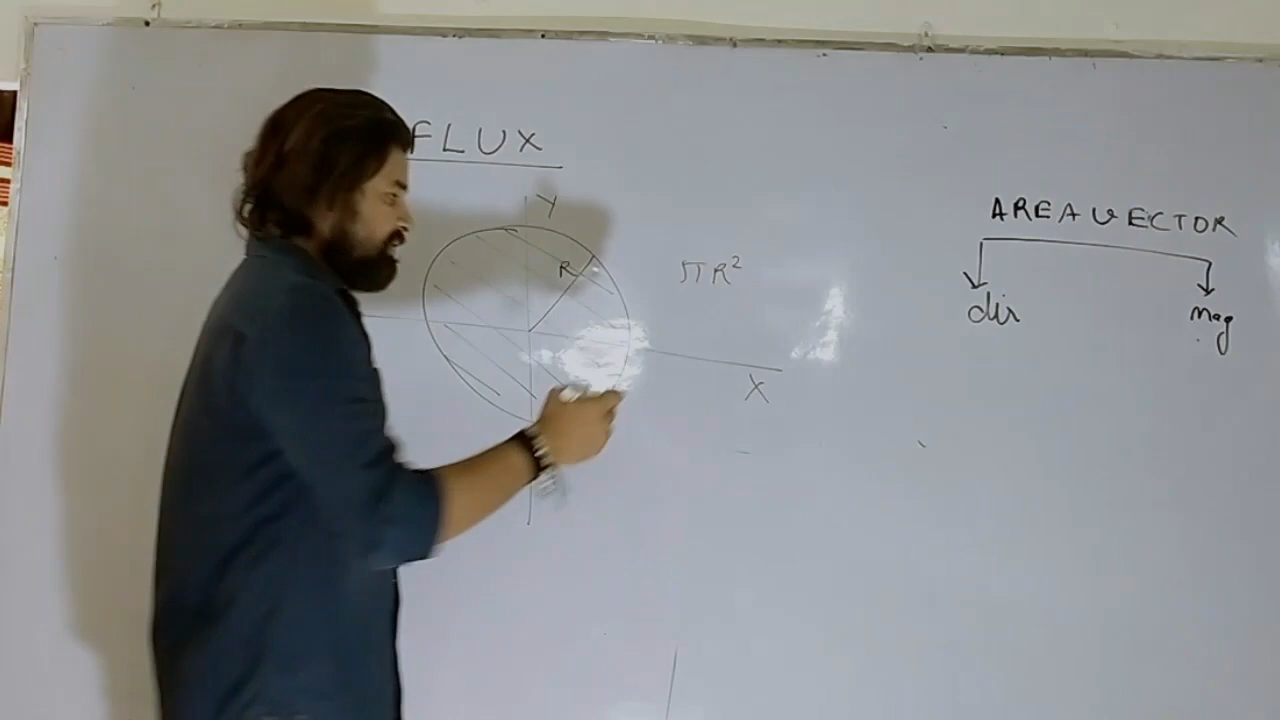 FLUX
Y
R
πR²
X
AREA VECTOR
dir
mag